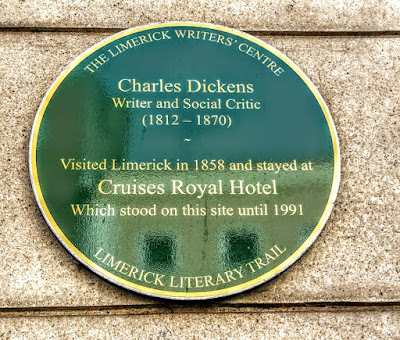 THE LIMERICK WRITERS' CENTRE
Charles Dickens
Writer and Social Critic
(1812 – 1870)
~
Visited Limerick in 1858 and stayed at
Cruises Royal Hotel
Which stood on this site until 1991
LIMERICK LITERARY TRAIL